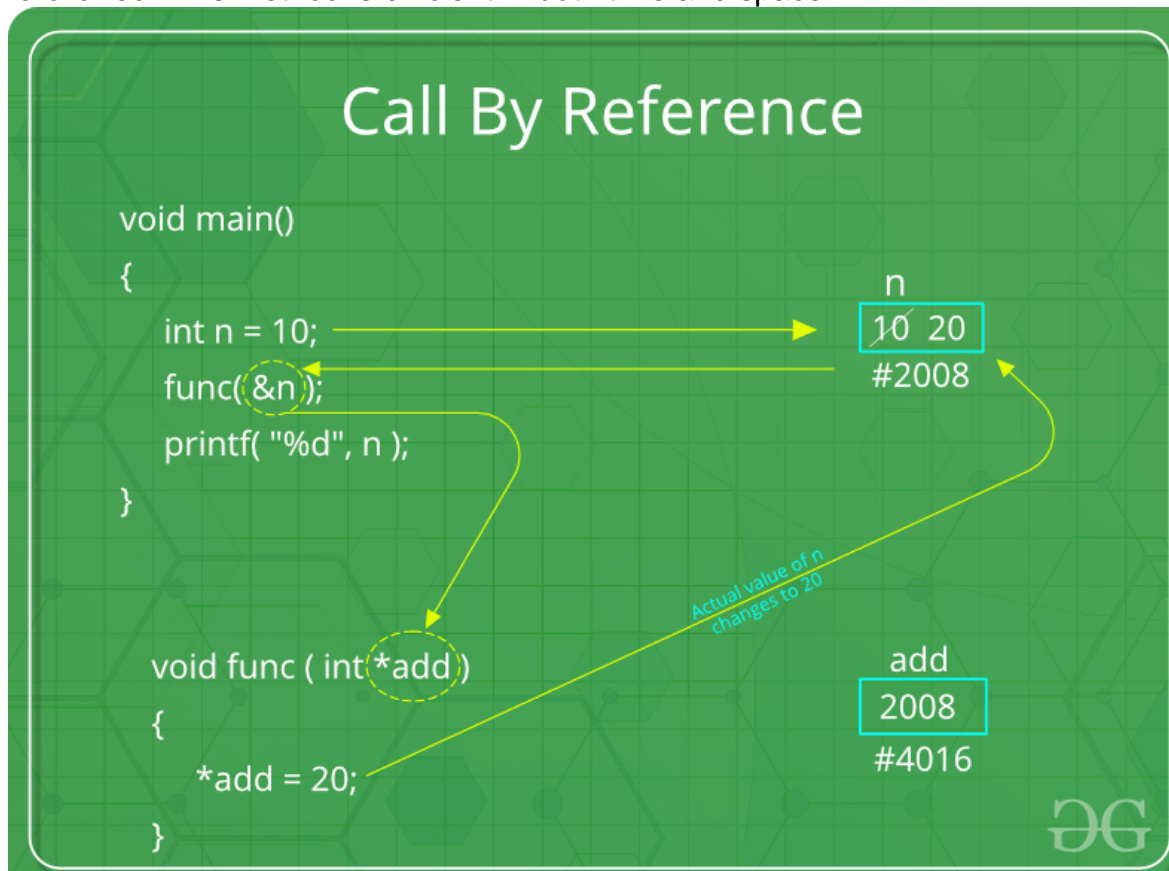 Call By Reference
void main()
{
int n = 10;
func( &n );
printf( "%d", n );
}
n
10 20
#2008
Actual value of n
changes to 20
void func ( int *add )
{
*add = 20;
}
add
2008
#4016